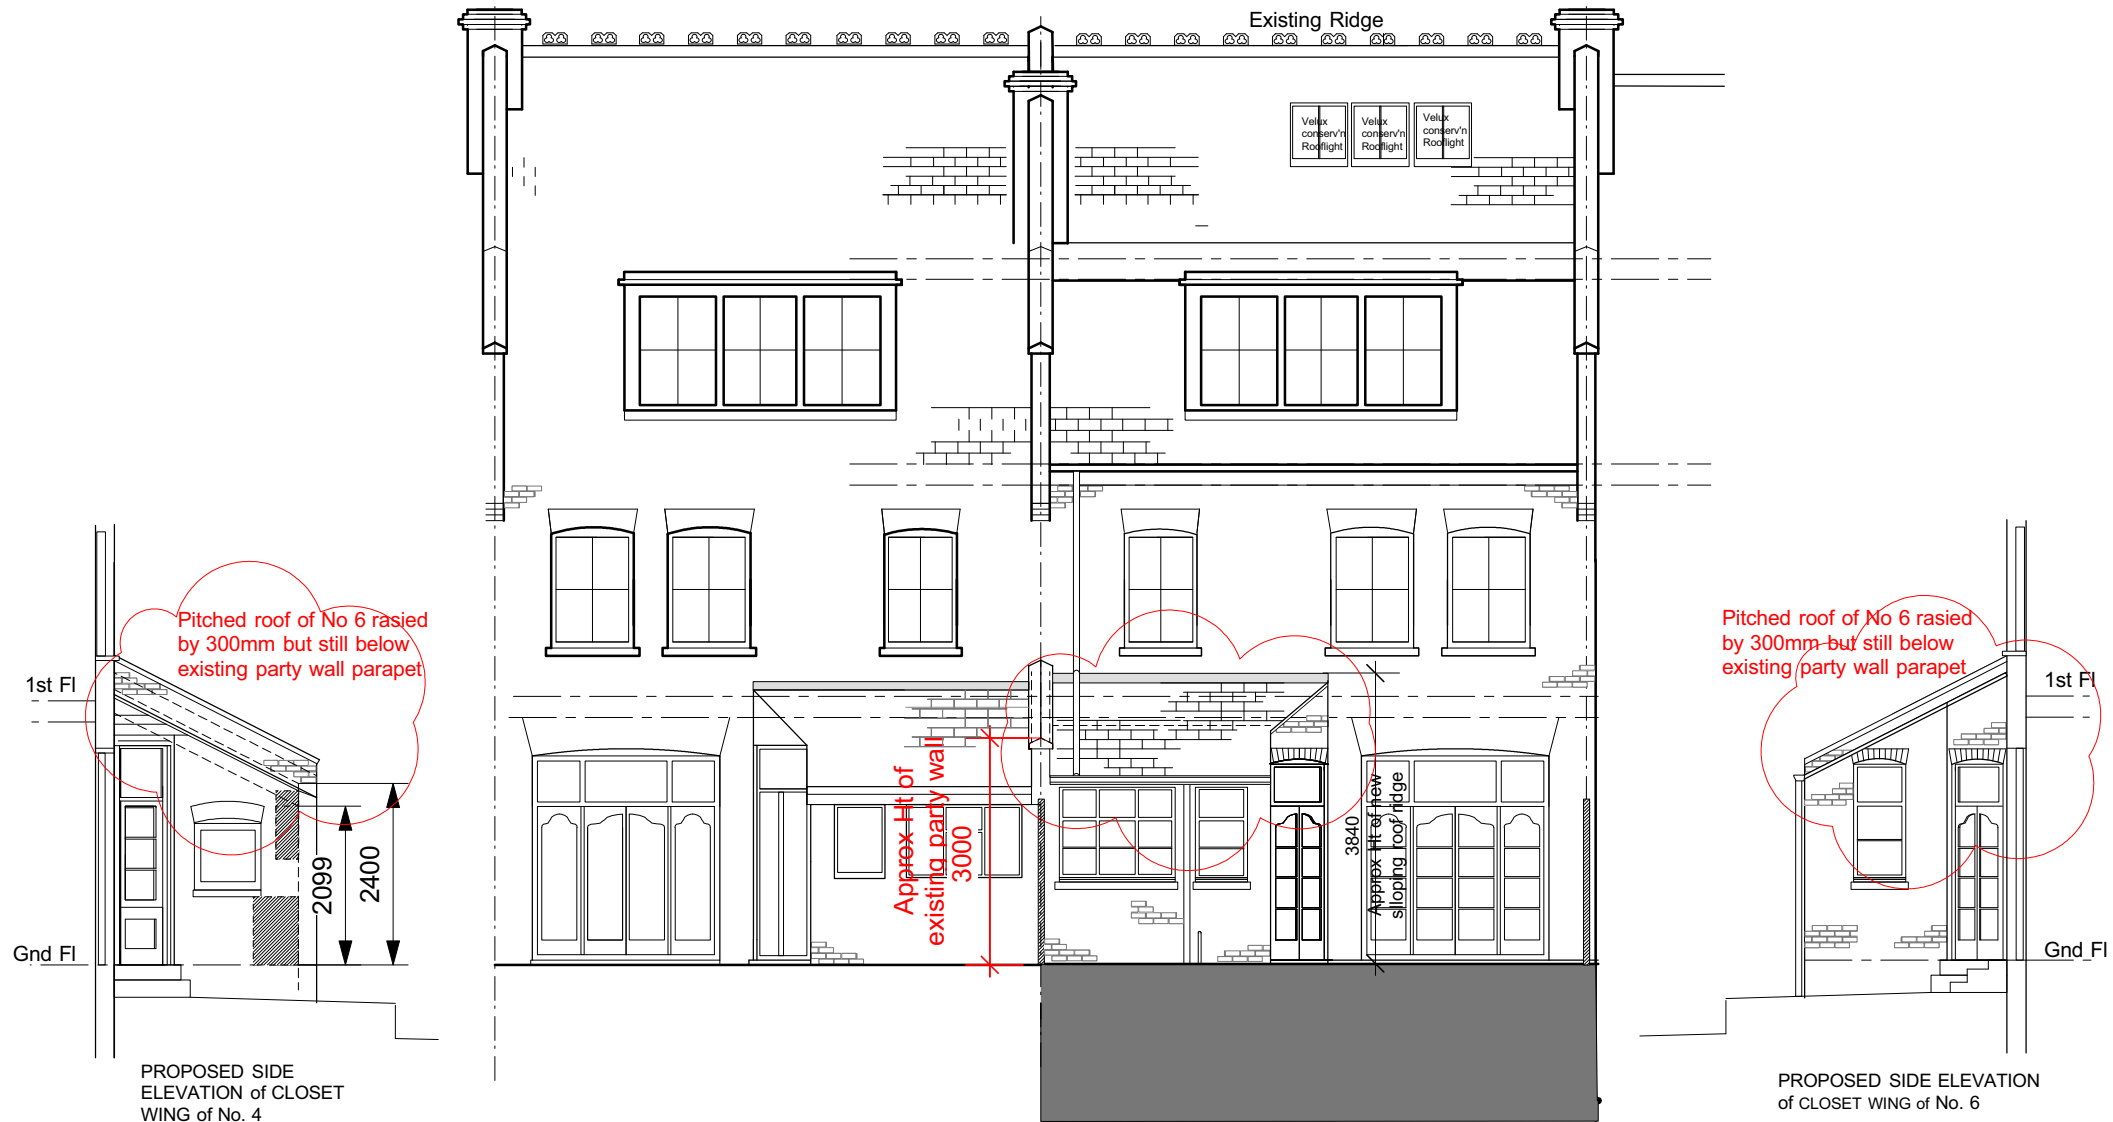 Existing Ridge
Velux
conserv'n
Rooflight
Velux
conserv'n
Rooflight
Velux
conserv'n
Rooflight
Pitched roof of No 6 rasied
by 300mm but still below
existing party wall parapet
1st Fl
2099
2400
Gnd Fl
PROPOSED SIDE
ELEVATION of CLOSET
WING of No. 4
Approx Ht of
existing party wall
3000
3840
Approx Ht of new
slloping roof ridge
Pitched roof of No 6 rasied
by 300mm but still below
existing party wall parapet
1st Fl
Gnd Fl
PROPOSED SIDE ELEVATION
of CLOSET WING of No. 6